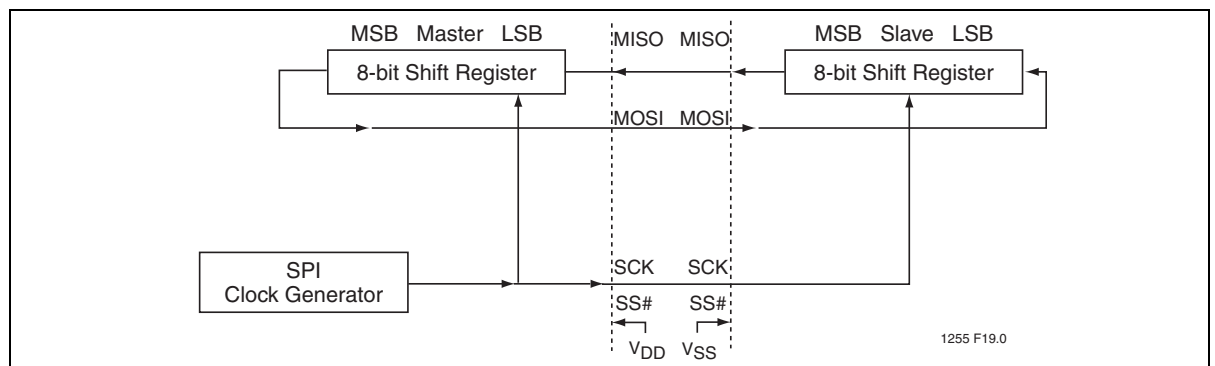 MSB Master LSB MISO MISO MSB Slave LSB
8-bit Shift Register 8-bit Shift Register
MOSI MOSI
SPI
Clock Generator
SCK SCK
SS# SS#
VDD VSS
1255 F19.0